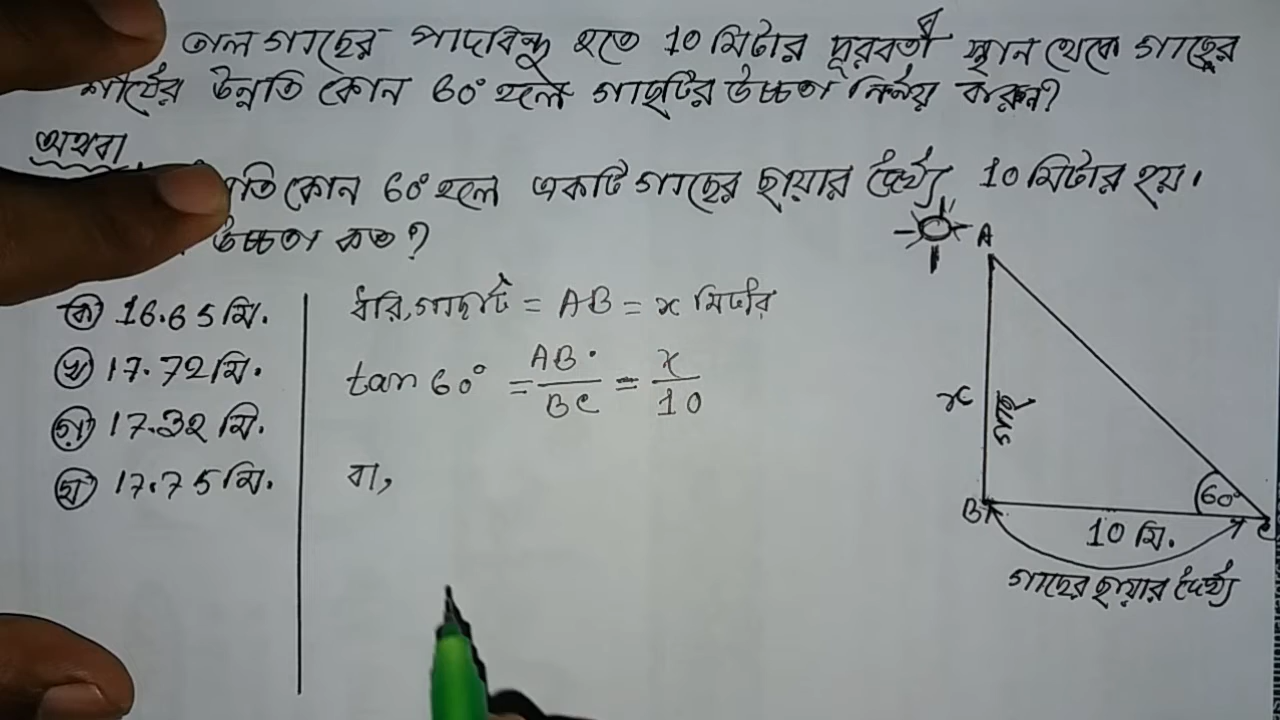 তাল গাছের পাদবিন্দু হতে 10 মিটার দূরবর্তী স্থান থেকে গাছের
শীর্ষের উন্নতি কোন 60° হলে গাছটির উচ্চতা নির্নয় করুন?
অথবা
কোন 60° হলে একটি গাছের ছায়ার দৈর্ঘ্য 10 মিটার হয়।
উচ্চতা কত?
ক 16.65 মি.
খ 17.72 মি.
গ 17.32 মি.
ঘ 17.75 মি.
ধরি, গাছটি = AB = x মিটার
tan 60° = AB/BC = x/10
বা,
A
x
গাছ
B
60°
C
10 মি.
গাছের ছায়ার দৈর্ঘ্য